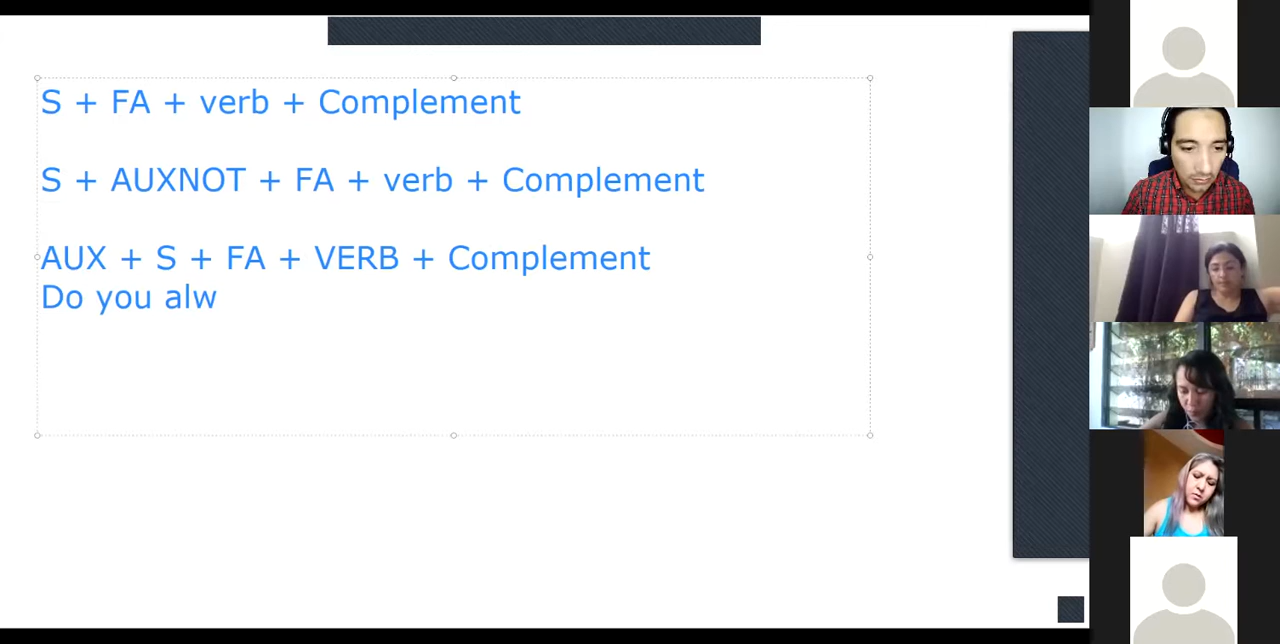 S + FA + verb + Complement
S + AUXNOT + FA + verb + Complement
AUX + S + FA + VERB + Complement
Do you alw